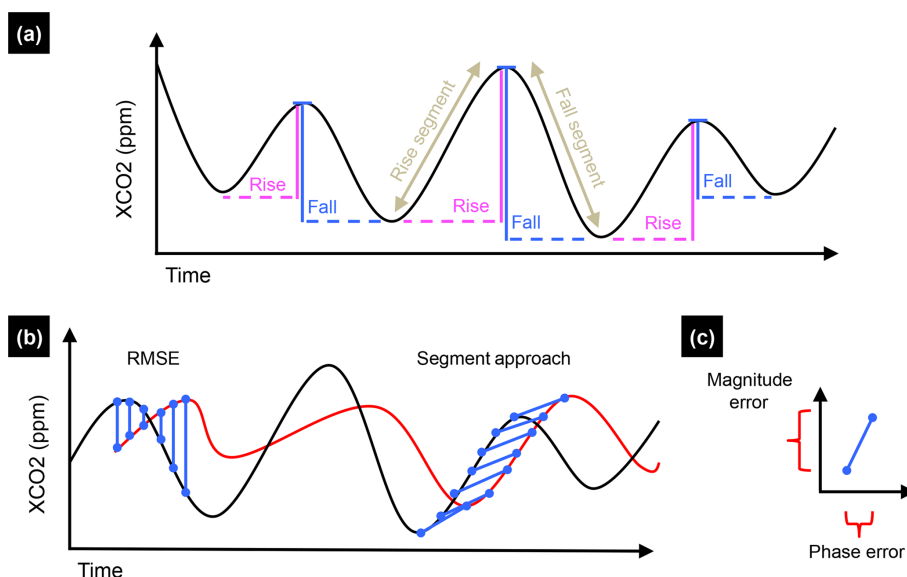 (a)
XCO2 (ppm)
Rise
Fall
Rise segment
Rise
Fall segment
Fall
Rise
Fall
Time
(b)
RMSE
Segment approach
XCO2 (ppm)
Time
(c)
Magnitude
error
Phase error